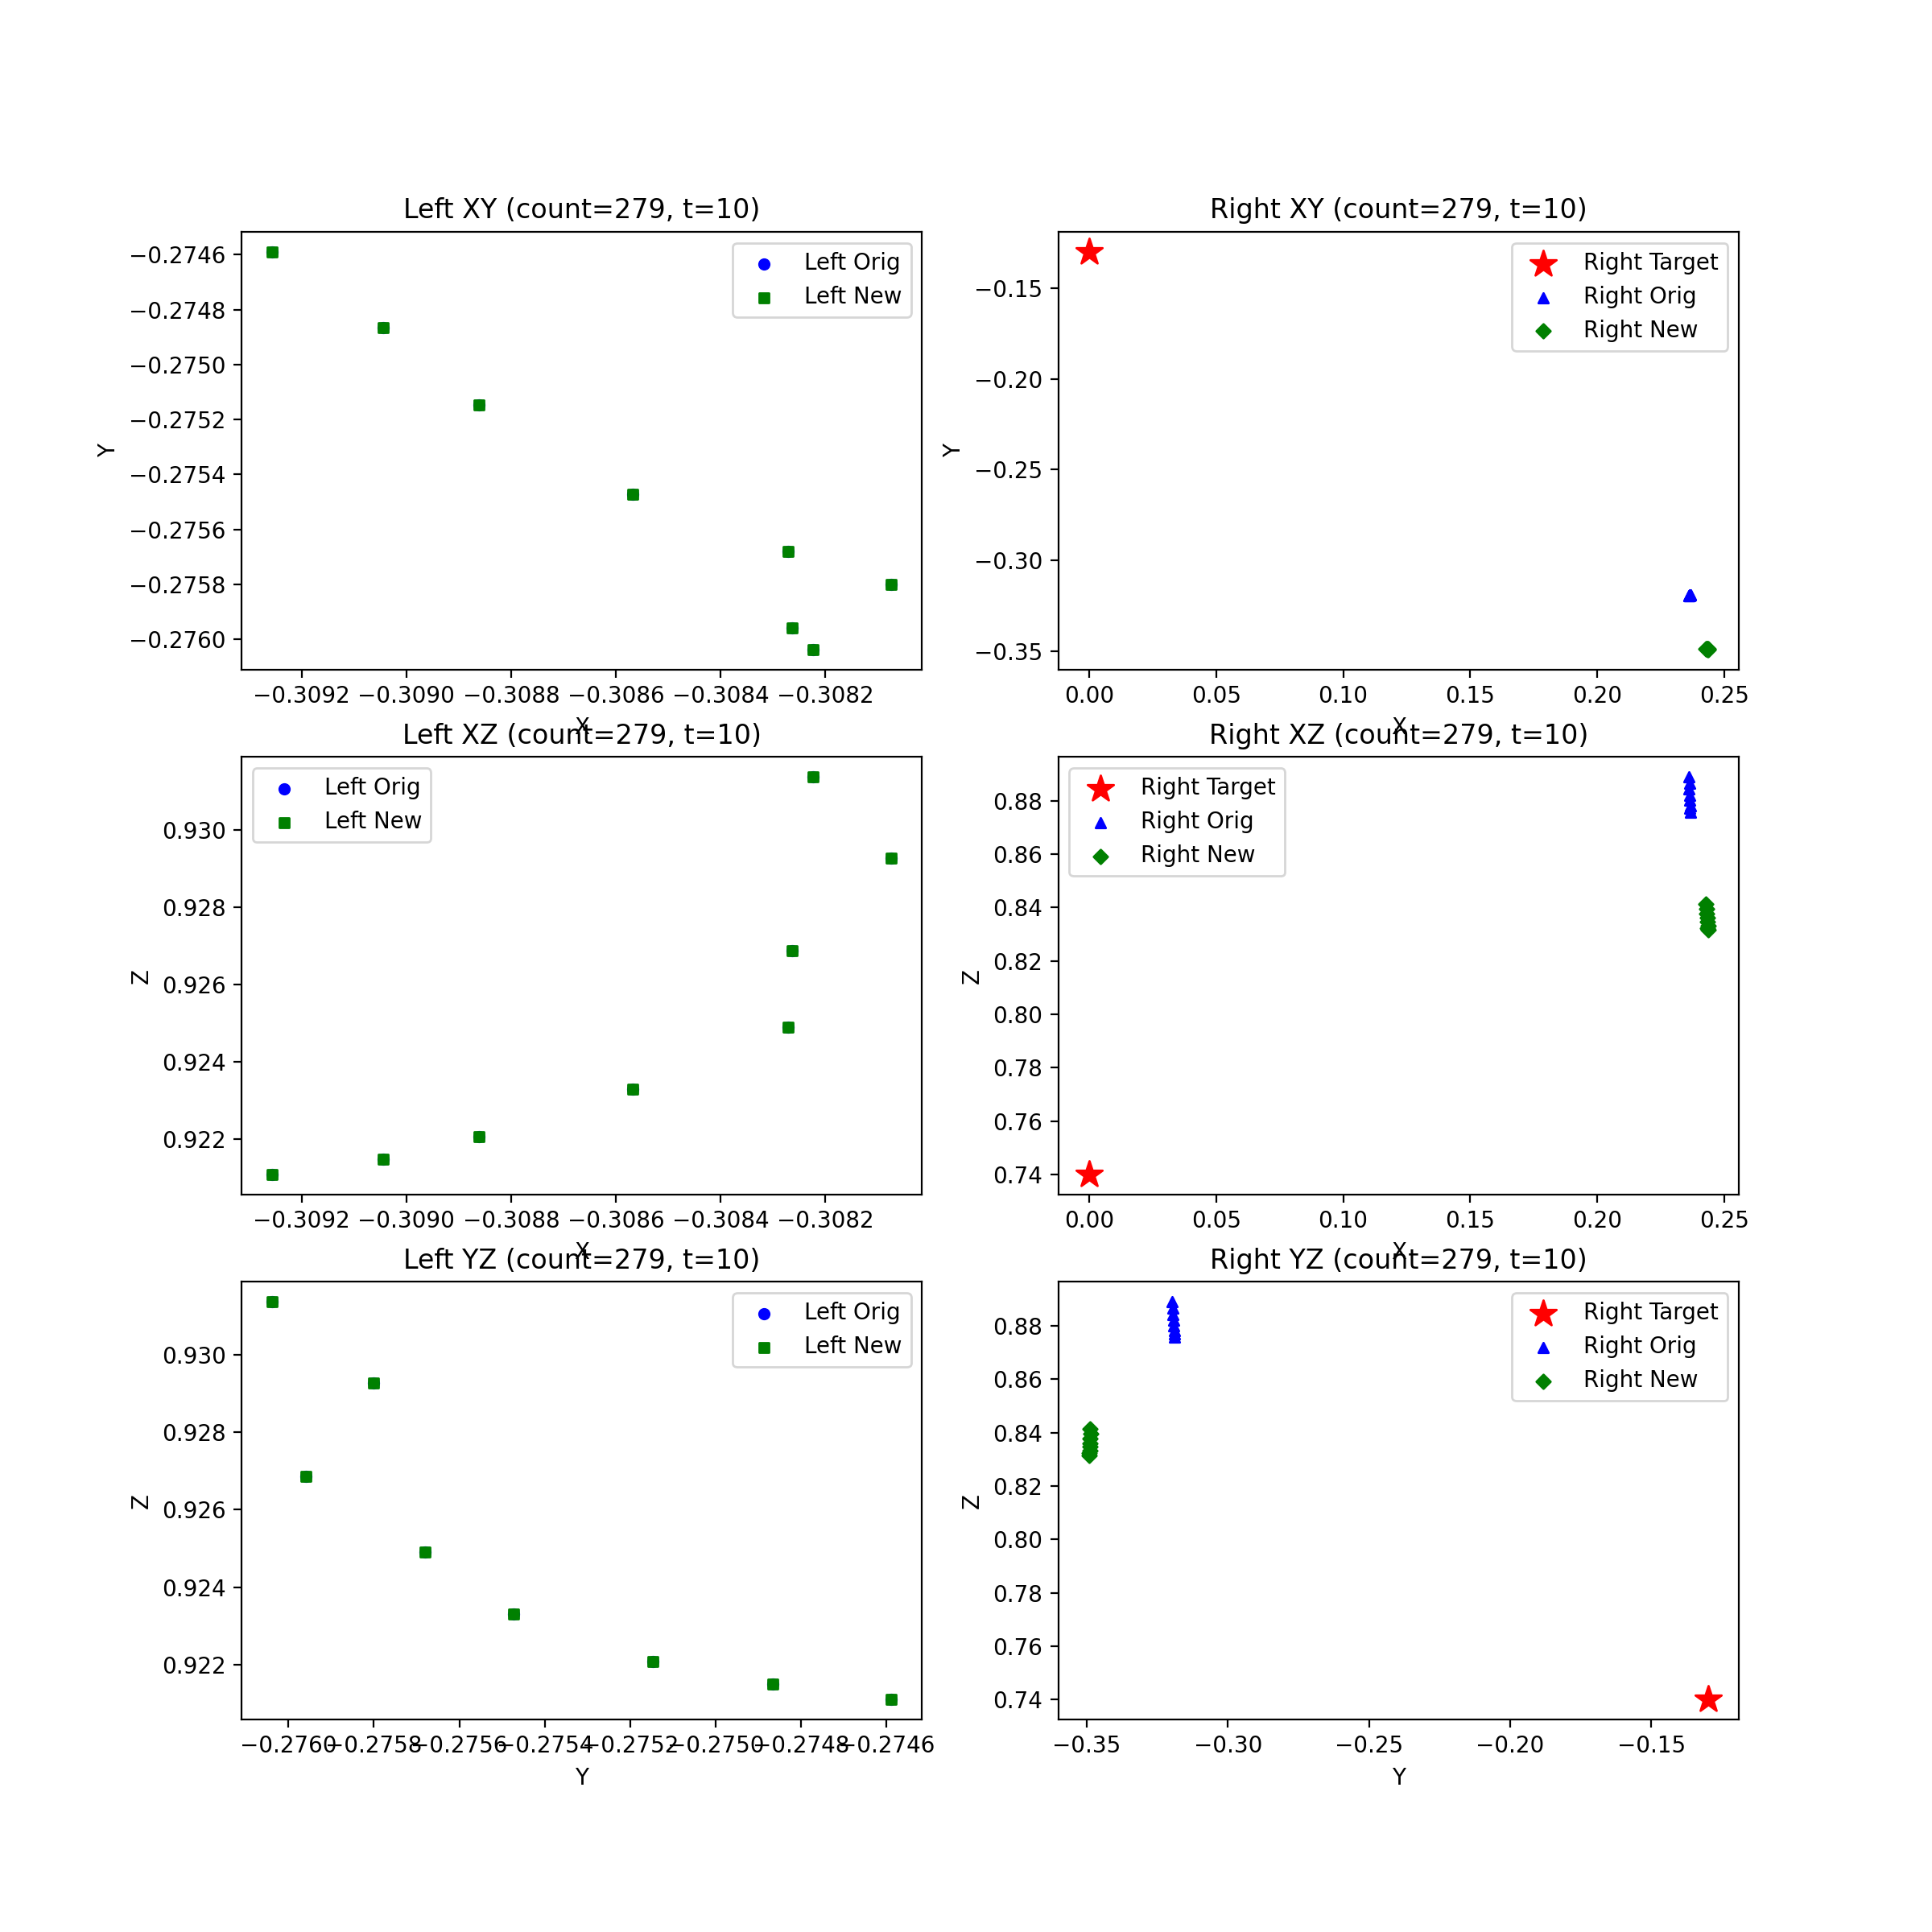 Left XY (count=279, t=10)
Right XY (count=279, t=10)
−0.2746
−0.2748
−0.2750
−0.2752
−0.2754
−0.2756
−0.2758
−0.2760
Y
Left Orig
Left New
−0.3092 −0.3090 −0.3088 −0.3086 −0.3084 −0.3082
X
−0.15
−0.20
−0.25
−0.30
−0.35
Y
Right Target
Right Orig
Right New
0.00 0.05 0.10 0.15 0.20 0.25
X
Left XZ (count=279, t=10)
Right XZ (count=279, t=10)
0.930
0.928
0.926
0.924
0.922
Z
Left Orig
Left New
−0.3092 −0.3090 −0.3088 −0.3086 −0.3084 −0.3082
X
0.88
0.86
0.84
0.82
0.80
0.78
0.76
0.74
Z
Right Target
Right Orig
Right New
0.00 0.05 0.10 0.15 0.20 0.25
X
Left YZ (count=279, t=10)
Right YZ (count=279, t=10)
0.930
0.928
0.926
0.924
0.922
Z
Left Orig
Left New
−0.2760 −0.2758 −0.2756 −0.2754 −0.2752 −0.2750 −0.2748 −0.2746
Y
0.88
0.86
0.84
0.82
0.80
0.78
0.76
0.74
Z
Right Target
Right Orig
Right New
−0.35 −0.30 −0.25 −0.20 −0.15
Y